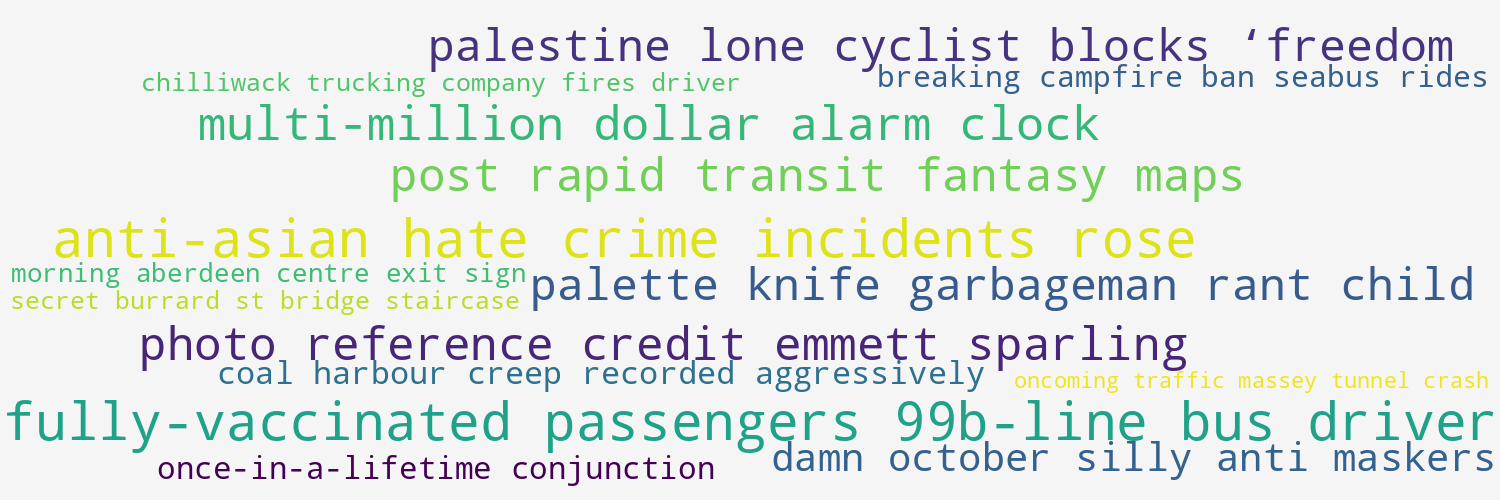 palestine lone cyclist blocks ‘freedom
chilliwack trucking company fires driver
breaking campfire ban seabus rides
multi-million dollar alarm clock
post rapid transit fantasy maps
anti-asian hate crime incidents rose
morning aberdeen centre exit sign
palette knife garbageman rant child
secret burrard st bridge staircase
photo reference credit emmett sparling
coal harbour creep recorded aggressively
oncoming traffic massey tunnel crash
fully-vaccinated passengers 99b-line bus driver
damn october silly anti maskers
once-in-a-lifetime conjunction